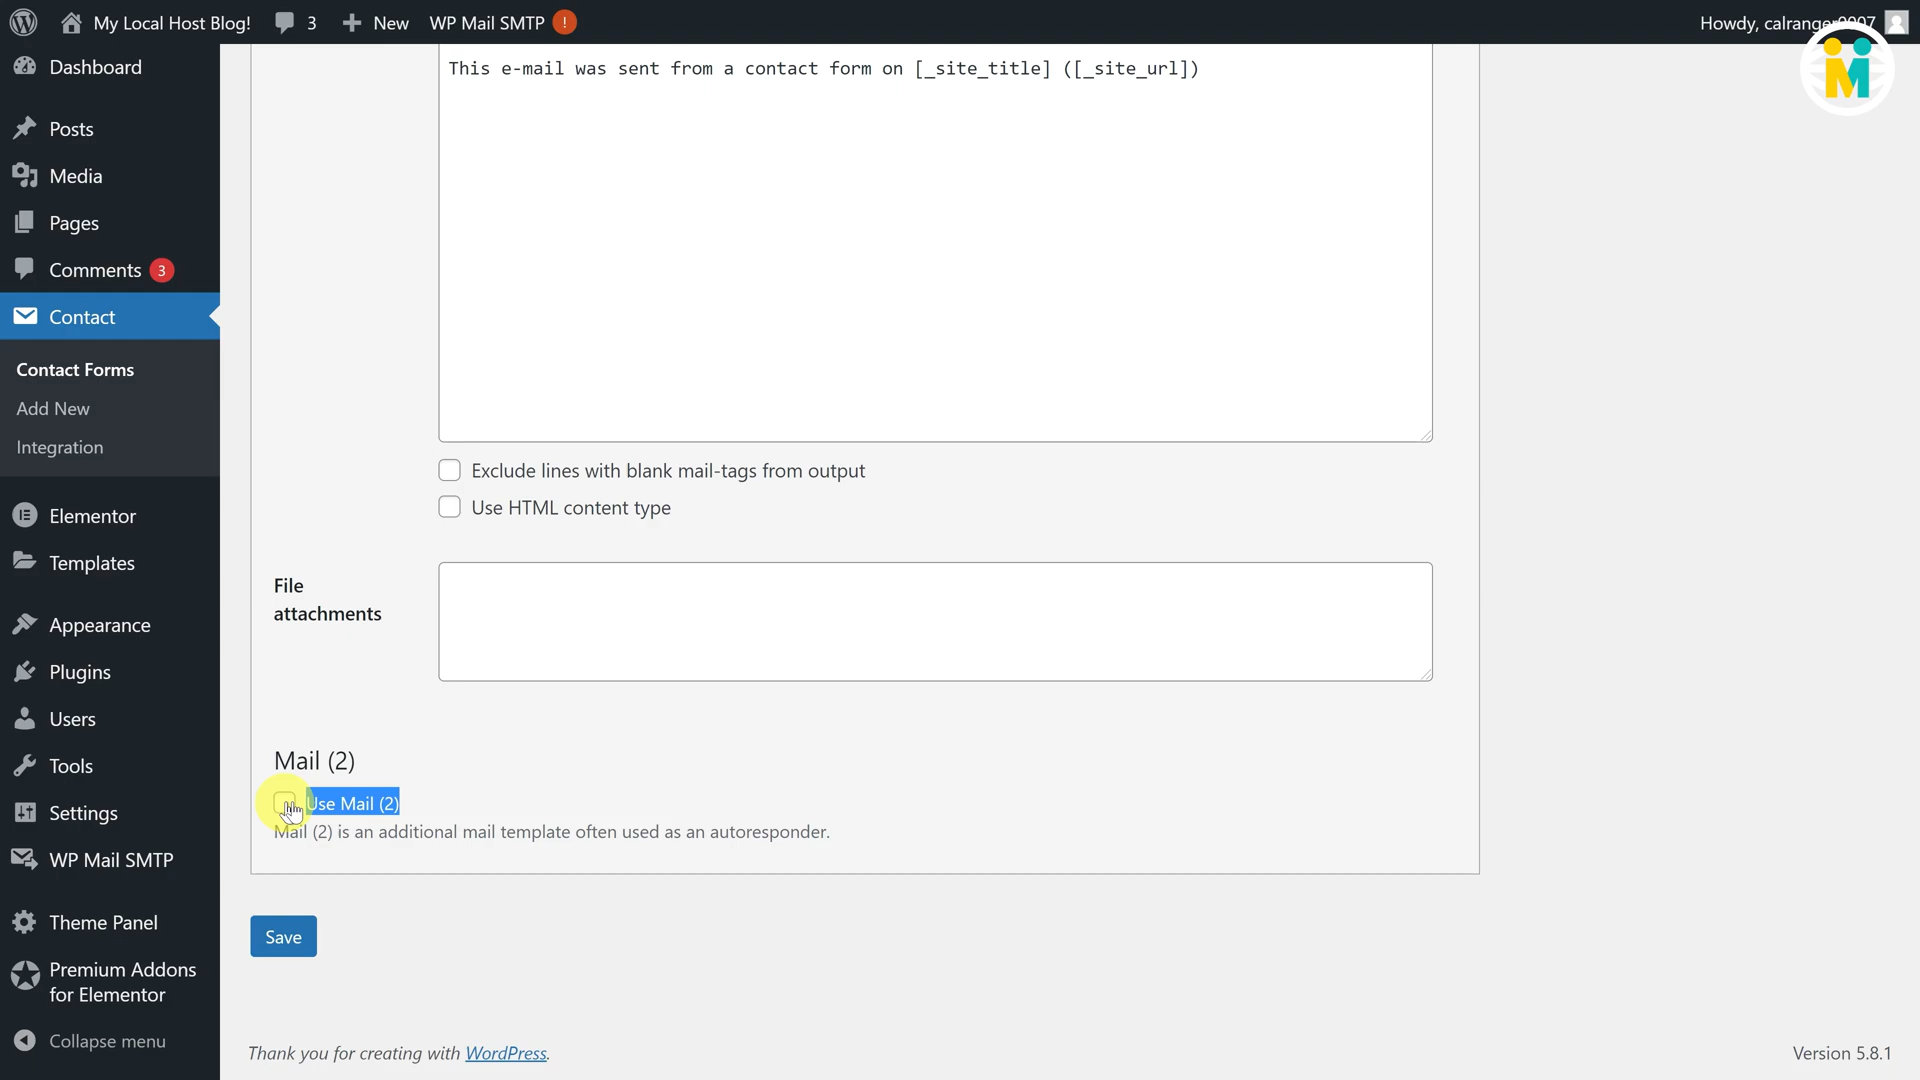 My Local Host Blog!
3
New
WP Mail SMTP
!
Howdy, calranger0007
M
Dashboard
Posts
Media
Pages
Comments
3
Contact
Contact Forms
Add New
Integration
Elementor
Templates
Appearance
Plugins
Users
Tools
Settings
WP Mail SMTP
Theme Panel
Premium Addons
for Elementor
Collapse menu
This e-mail was sent from a contact form on [_site_title] ([_site_url])
Exclude lines with blank mail-tags from output
Use HTML content type
File
attachments
Mail (2)
Use Mail (2)
Mail (2) is an additional mail template often used as an autoresponder.
Save
Thank you for creating with WordPress.
Version 5.8.1